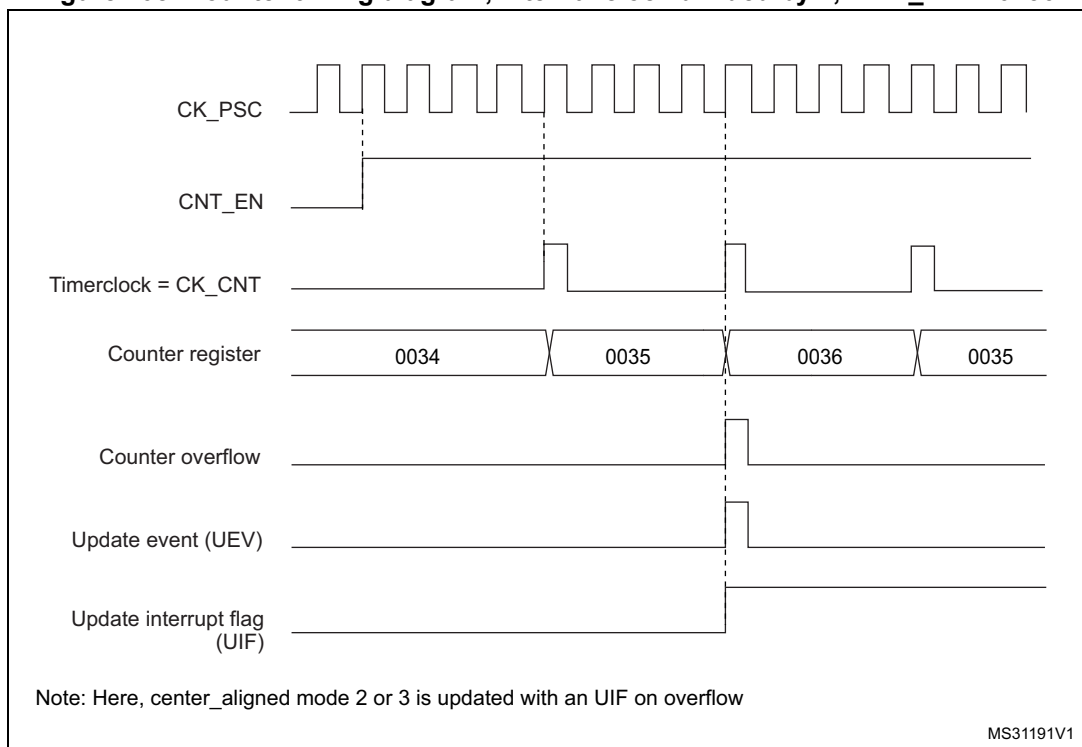 CK_PSC
CNT_EN
Timerclock = CK_CNT
Counter register
0034 0035 0036 0035
Counter overflow
Update event (UEV)
Update interrupt flag
(UIF)
Note: Here, center_aligned mode 2 or 3 is updated with an UIF on overflow
MS31191V1